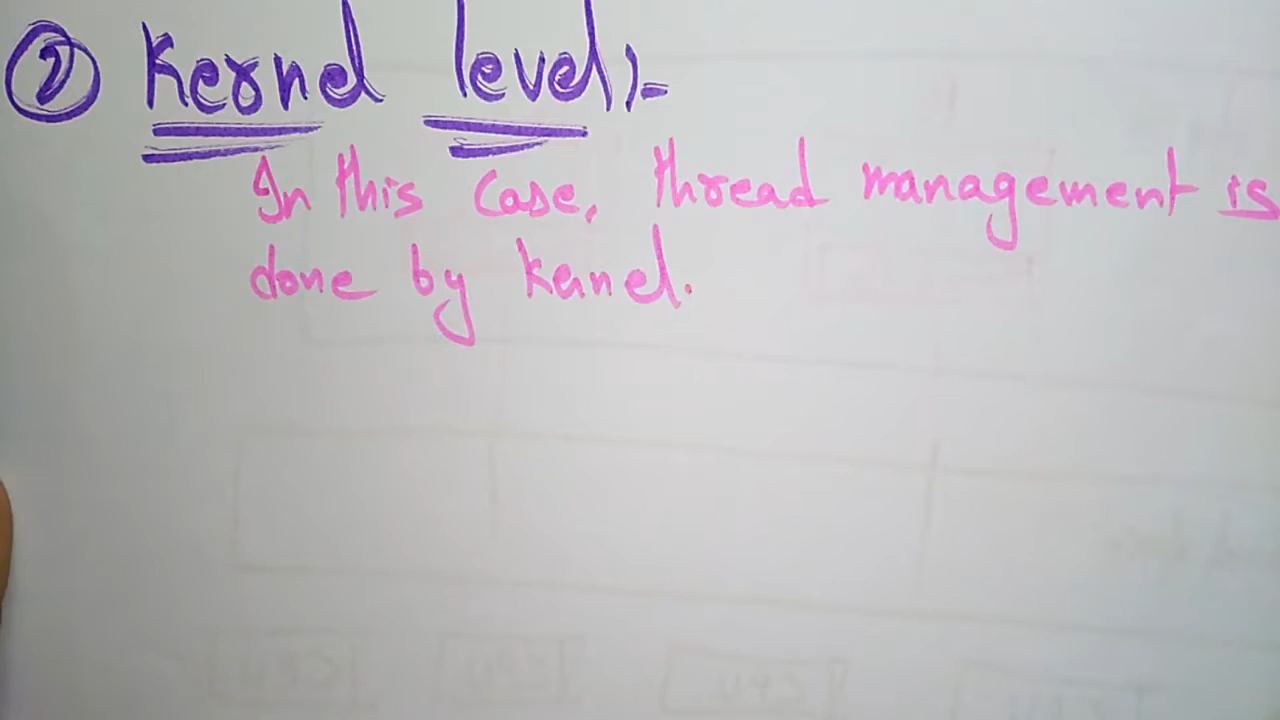 ② Kernel level:-
In this case, thread management is
done by kernel.